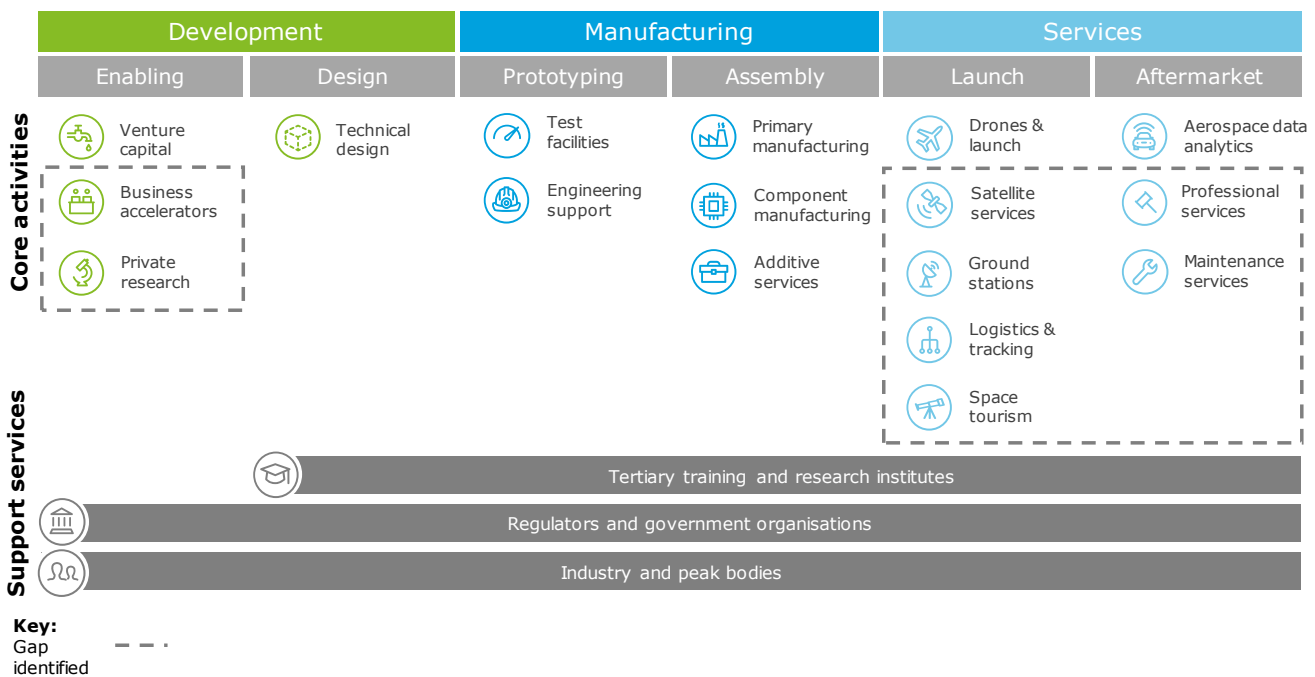 Development
Manufacturing
Services
Enabling
Design
Prototyping
Assembly
Launch
Aftermarket
Core activities
Venture
capital
Business
accelerators
Private
research
Technical
design
Test
facilities
Engineering
support
Primary
manufacturing
Component
manufacturing
Additive
services
Drones &
launch
Satellite
services
Ground
stations
Logistics &
tracking
Space
tourism
Aerospace data
analytics
Professional
services
Maintenance
services
Support services
Tertiary training and research institutes
Regulators and government organisations
Industry and peak bodies
Key:
Gap
identified